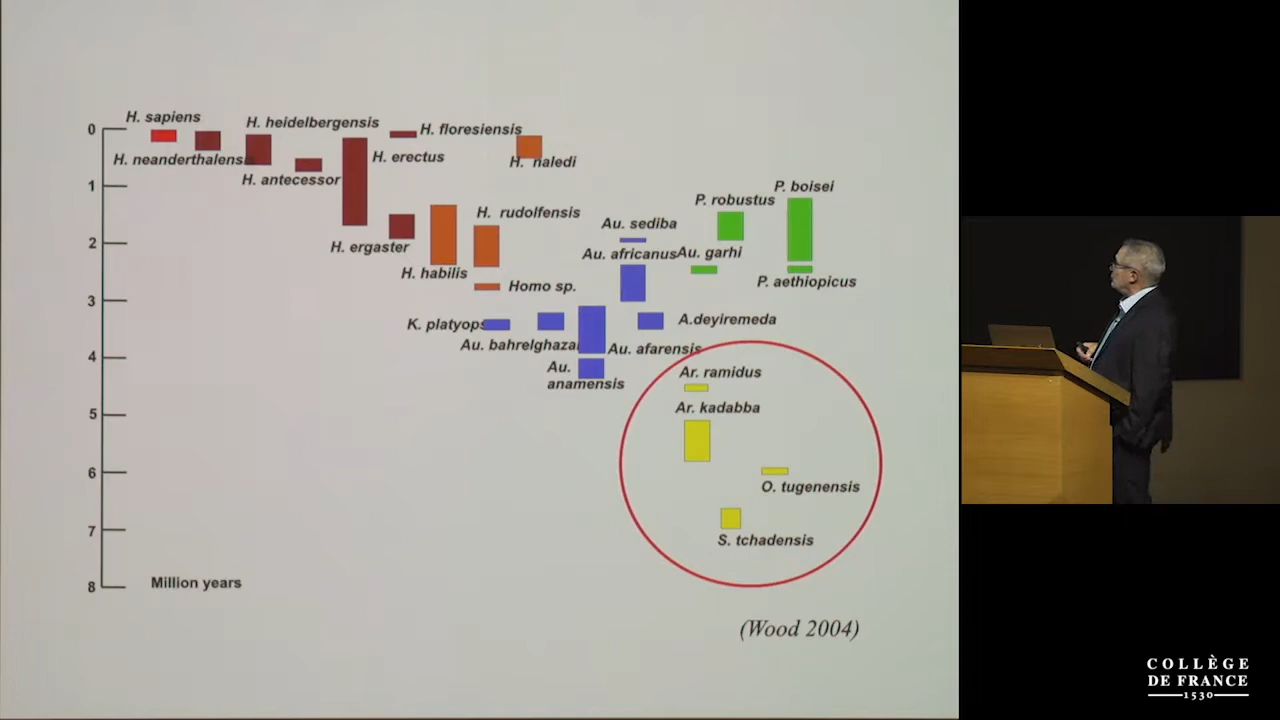 H. sapiens
H. heidelbergensis
0
H. floresiensis
H. neanderthalensis
H. erectus
H. naledi
H. antecessor
1
P. boisei
P. robustus
H. rudolfensis
Au. sediba
2
H. ergaster
Au. africanus
Au. garhi
H. habilis
P. aethiopicus
Homo sp.
3
K. platyops
A.deyiremeda
Au. bahrelghaza
Au. afarensis
4
Au.
anamensis
Ar. ramidus
Ar. kadabba
5
6
O. tugenensis
7
S. tchadensis
8
Million years
(Wood 2004)
COLLÈGE
DE FRANCE
1530